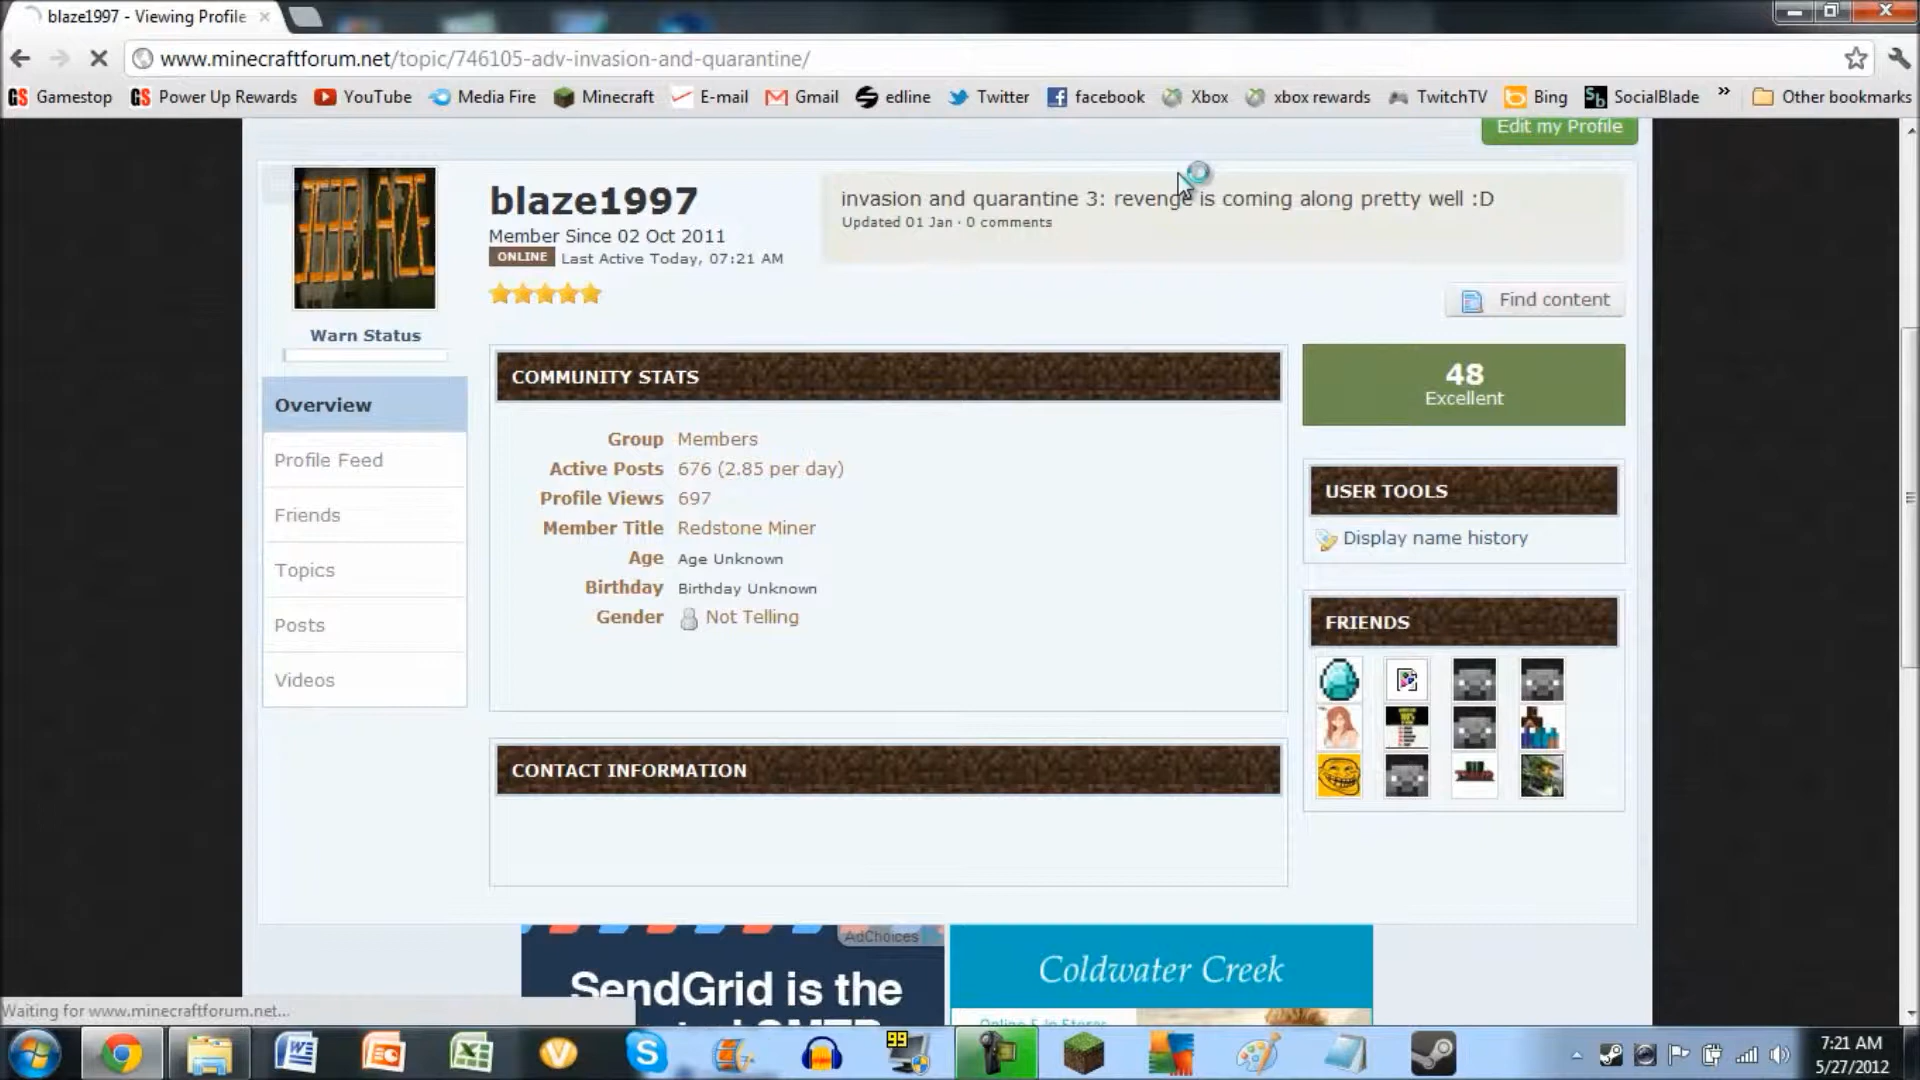 blaze1997 - Viewing Profile
www.minecraftforum.net/topic/746105-adv-invasion-and-quarantine/
Gamestop Power Up Rewards YouTube Media Fire Minecraft E-mail Gmail edline Twitter facebook Xbox xbox rewards TwitchTV Bing SocialBlade » Other bookmarks
Edit my Profile
blaze1997
Member Since 02 Oct 2011
ONLINE Last Active Today, 07:21 AM
invasion and quarantine 3: revenge is coming along pretty well :D
Updated 01 Jan · 0 comments
Find content
Warn Status
Overview
Profile Feed
Friends
Topics
Posts
Videos
COMMUNITY STATS
Group Members
Active Posts 676 (2.85 per day)
Profile Views 697
Member Title Redstone Miner
Age Age Unknown
Birthday Birthday Unknown
Gender Not Telling
CONTACT INFORMATION
48
Excellent
USER TOOLS
Display name history
FRIENDS
AdChoices
SendGrid is the
Coldwater Creek
Waiting for www.minecraftforum.net...
99
7:21 AM
5/27/2012